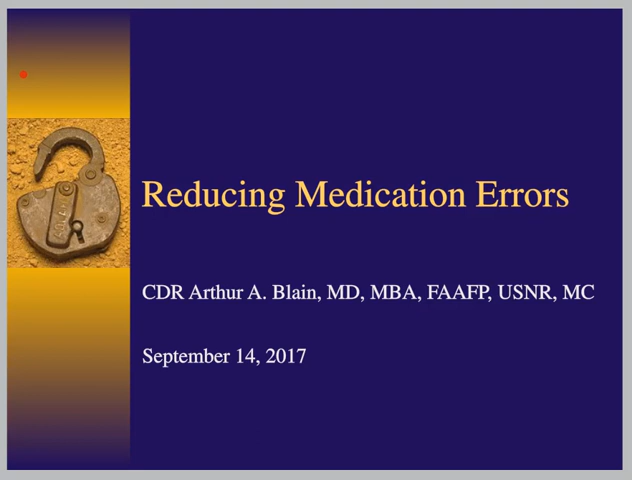 Reducing Medication Errors
CDR Arthur A. Blain, MD, MBA, FAAFP, USNR, MC
September 14, 2017